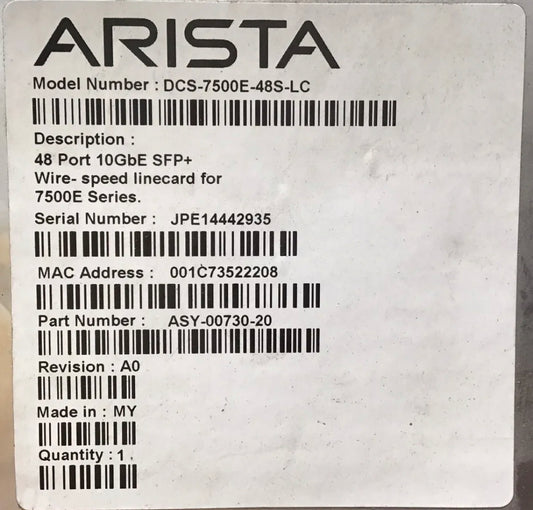 ARISTA
Model Number : DCS-7500E-48S-LC
Description :
48 Port 10GbE SFP+
Wire- speed linecard for
7500E Series.
Serial Number : JPE14442935
MAC Address : 001C73522208
Part Number : ASY-00730-20
Revision : A0
Made in : MY
Quantity : 1